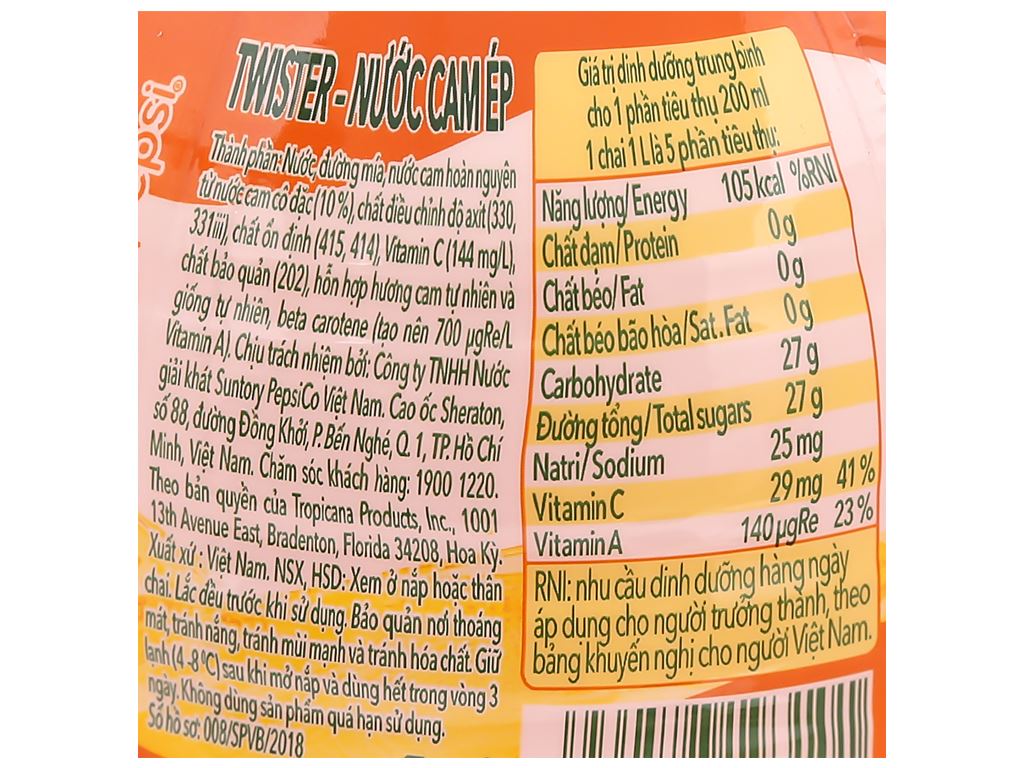 epsi
TWISTER - NƯỚC CAM ÉP
Thành phần: Nước, đường mía, nước cam hoàn nguyên
từ nước cam cô đặc (10 %), chất điều chỉnh độ axit (330,
331iii), chất ổn định (415, 414), Vitamin C (144 mg/L),
chất bảo quản (202), hỗn hợp hương cam tự nhiên và
giống tự nhiên, beta carotene (tạo nên 700 µgRe/L
Vitamin A). Chịu trách nhiệm bởi: Công ty TNHH Nước
giải khát Suntory PepsiCo Việt Nam. Cao ốc Sheraton,
số 88, đường Đồng Khởi, P. Bến Nghé, Q. 1, TP. Hồ Chí
Minh, Việt Nam. Chăm sóc khách hàng: 1900 1220.
Theo bản quyền của Tropicana Products, Inc., 1001
13th Avenue East, Bradenton, Florida 34208, Hoa Kỳ.
Xuất xứ : Việt Nam. NSX, HSD: Xem ở nắp hoặc thân
chai. Lắc đều trước khi sử dụng. Bảo quản nơi thoáng
mát, tránh nắng, tránh mùi mạnh và tránh hóa chất. Giữ
lạnh (4 -8 °C) sau khi mở nắp và dùng hết trong vòng 3
ngày. Không dùng sản phẩm quá hạn sử dụng.
Số hồ sơ: 008/SPVB/2018
Giá trị dinh dưỡng trung bình
cho 1 phần tiêu thụ 200 ml
1 chai 1 L là 5 phần tiêu thụ:
Năng lượng/Energy 105 kcal %RNI
Chất đạm/Protein 0 g
Chất béo/Fat 0 g
Chất béo bão hòa/Sat. Fat 0 g
Carbohydrate 27 g
Đường tổng/Total sugars 27 g
Natri/Sodium 25 mg
Vitamin C 29 mg 41 %
Vitamin A 140 µgRe 23 %
RNI: nhu cầu dinh dưỡng hàng ngày
áp dụng cho người trưởng thành, theo
bảng khuyến nghị cho người Việt Nam.